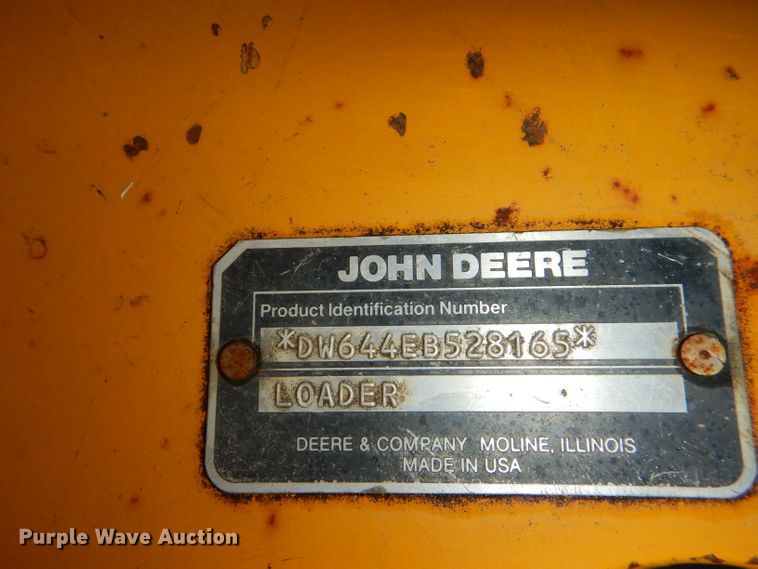 JOHN DEERE
Product Identification Number
*DW644EB528165*
LOADER
DEERE & COMPANY MOLINE, ILLINOIS
MADE IN USA
Purple Wave Auction